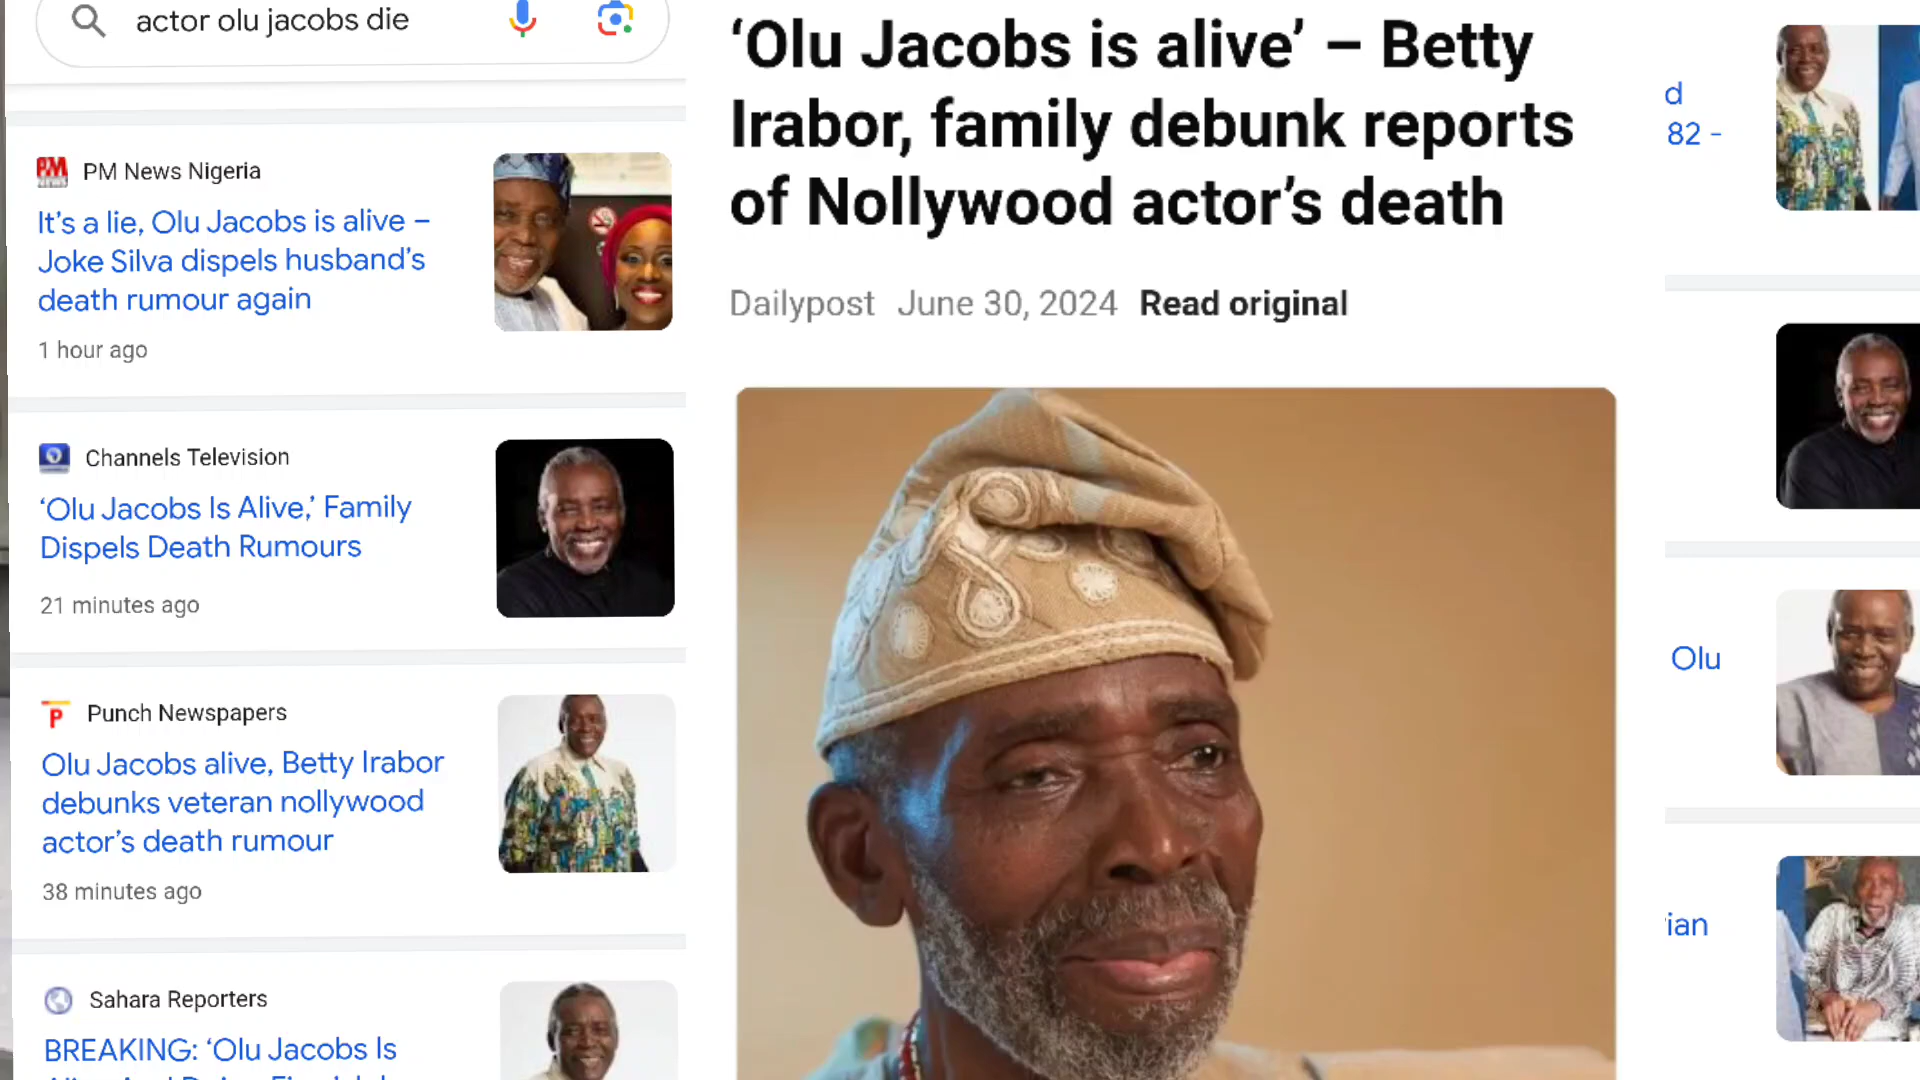 actor olu jacobs die
PM NEWS
PM News Nigeria
It’s a lie, Olu Jacobs is alive –
Joke Silva dispels husband’s
death rumour again
1 hour ago
Channels Television
‘Olu Jacobs Is Alive,’ Family
Dispels Death Rumours
21 minutes ago
P
Punch Newspapers
Olu Jacobs alive, Betty Irabor
debunks veteran nollywood
actor’s death rumour
38 minutes ago
Sahara Reporters
BREAKING: ‘Olu Jacobs Is
‘Olu Jacobs is alive’ – Betty
Irabor, family debunk reports
of Nollywood actor’s death
Dailypost June 30, 2024 Read original
d
82 -
Olu
ian